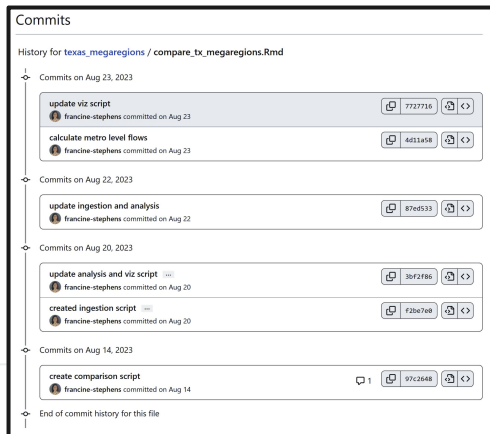 Commits
History for texas_megaregions / compare_tx_megaregions.Rmd
Commits on Aug 23, 2023
update viz script
7727716
francine-stephens committed on Aug 23
calculate metro level flows
4d11a58
francine-stephens committed on Aug 23
Commits on Aug 22, 2023
update ingestion and analysis
87ed533
francine-stephens committed on Aug 22
Commits on Aug 20, 2023
update analysis and viz script ...
3bf2f86
francine-stephens committed on Aug 20
created ingestion script ...
f2be7e0
francine-stephens committed on Aug 20
Commits on Aug 14, 2023
create comparison script
1 97c2648
francine-stephens committed on Aug 14
End of commit history for this file